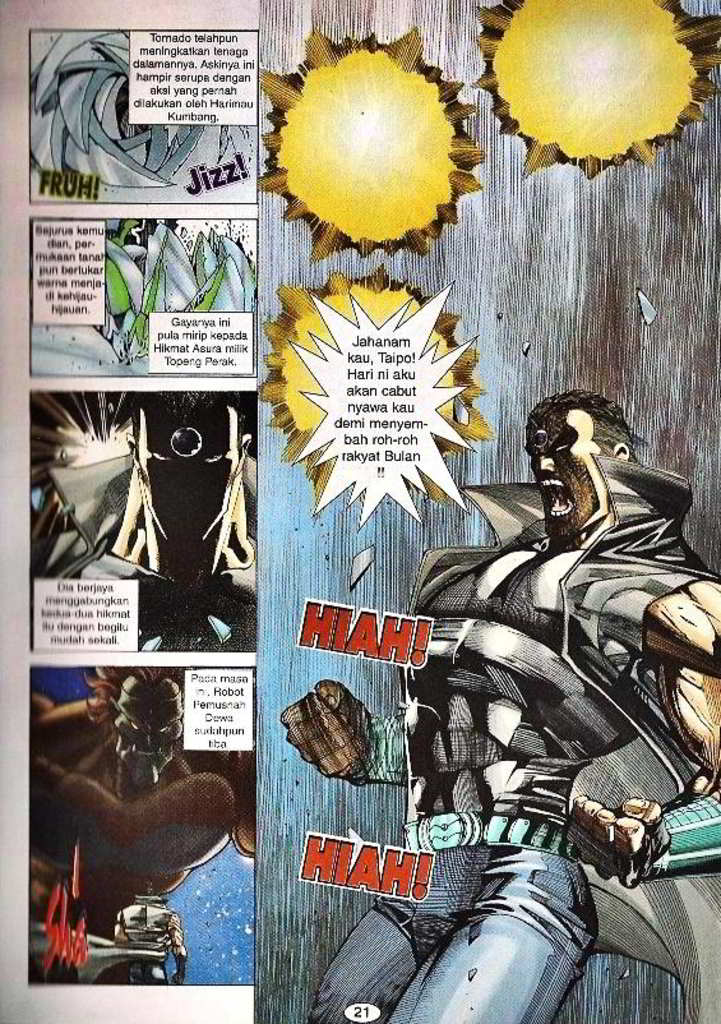 Tornado telahpun
meningkatkan tenaga
dalamannya. Askinya ini
hampir serupa dengan
aksi yang pernah
dilakukan oleh Harimau
Kumbang.
FRUH!
Jizz!
Sejurus kemu-
dian, per-
mukaan tanah
pun bertukar
warna menja-
di kehijau-
hijauan.
Gayanya ini
pula mirip kepada
Hikmat Asura milik
Topeng Perak.
Dia berjaya
menggabungkan
kedua-dua hikmat
itu dengan begitu
mudah sekali.
Pada masa
ini, Robot
Pemusnah
Dewa
sudahpun
tiba
Jahanam
kau, Taipo!
Hari ni aku
akan cabut
nyawa kau
demi menyem-
bah roh-roh
rakyat Bulan
!!
HIAH!
HIAH!
21